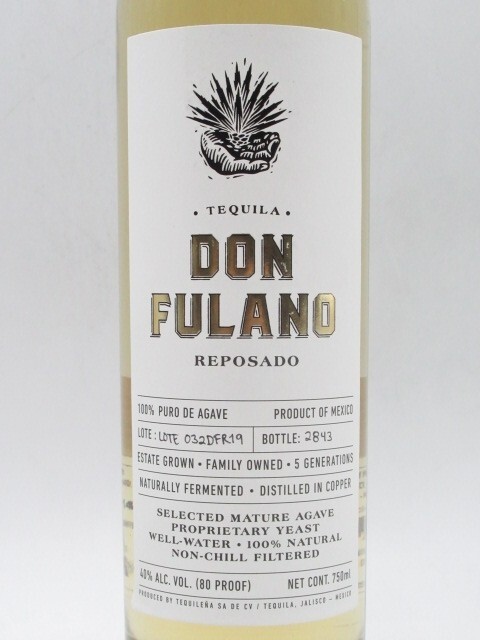 • TEQUILA •
DON
FULANO
REPOSADO
100% PURO DE AGAVE PRODUCT OF MEXICO
LOTE: LOTE 032DFR19 BOTTLE: 2843
ESTATE GROWN • FAMILY OWNED • 5 GENERATIONS
NATURALLY FERMENTED • DISTILLED IN COPPER
SELECTED MATURE AGAVE
PROPRIETARY YEAST
WELL-WATER • 100% NATURAL
NON-CHILL FILTERED
40% ALC. VOL. (80 PROOF) NET CONT. 750ml
PRODUCED BY TEQUILEÑA SA DE CV / TEQUILA, JALISCO – MEXICO